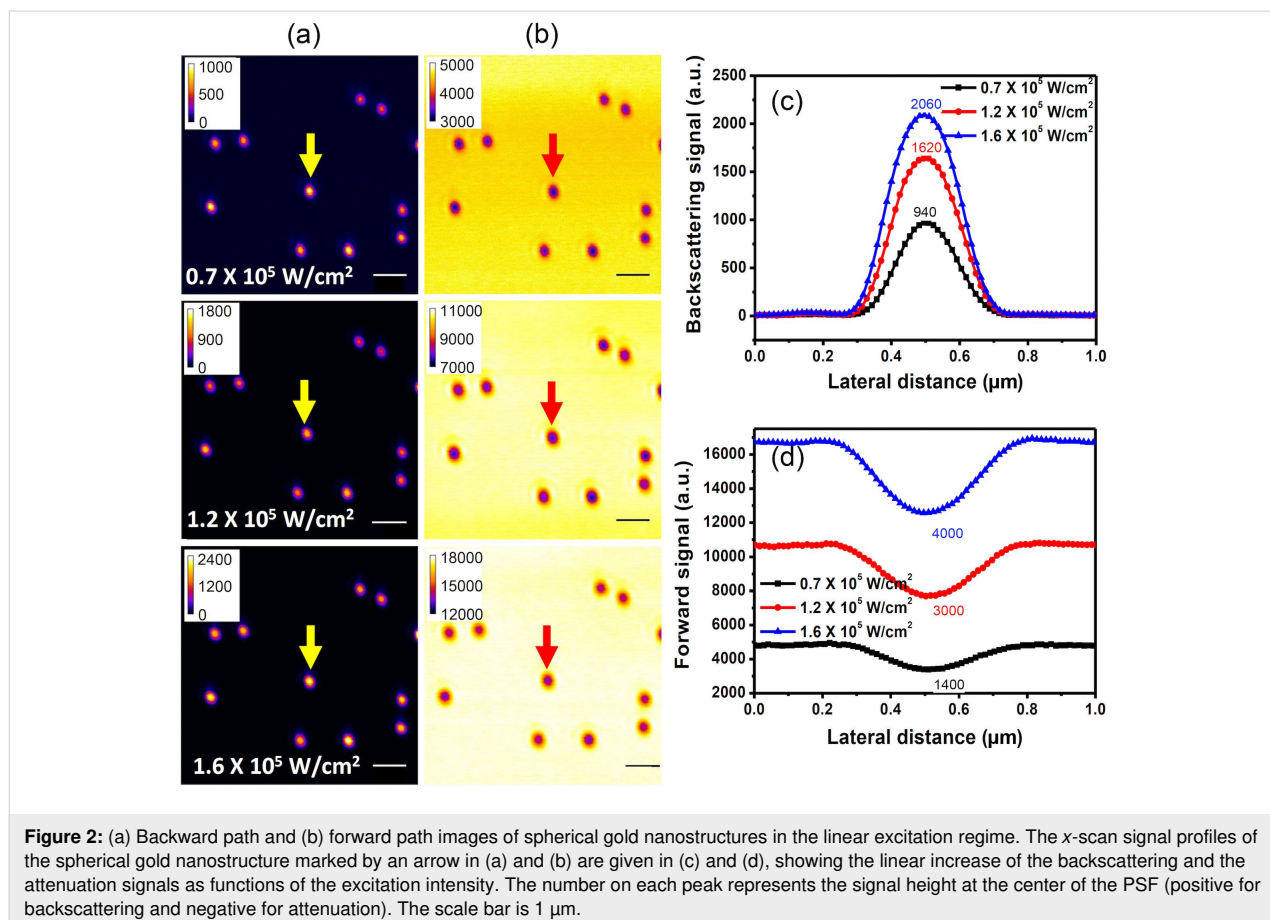 (a)
(b)
1000
500
0
0.7 X 10⁵ W/cm²
5000
4000
3000
1800
900
0
1.2 X 10⁵ W/cm²
11000
9000
7000
2400
1200
0
1.6 X 10⁵ W/cm²
18000
15000
12000
(c)
0.7 X 10⁵ W/cm²
1.2 X 10⁵ W/cm²
1.6 X 10⁵ W/cm²
2060
1620
940
2500
2000
1500
1000
500
0
Backscattering signal (a.u.)
0.0 0.2 0.4 0.6 0.8 1.0
Lateral distance (µm)
(d)
16000
14000
12000
10000
8000
6000
4000
2000
Forward signal (a.u.)
4000
0.7 X 10⁵ W/cm²
1.2 X 10⁵ W/cm²
3000
1.6 X 10⁵ W/cm²
1400
0.0 0.2 0.4 0.6 0.8 1.0
Lateral distance (µm)
Figure 2: (a) Backward path and (b) forward path images of spherical gold nanostructures in the linear excitation regime. The x-scan signal profiles of
the spherical gold nanostructure marked by an arrow in (a) and (b) are given in (c) and (d), showing the linear increase of the backscattering and the
attenuation signals as functions of the excitation intensity. The number on each peak represents the signal height at the center of the PSF (positive for
backscattering and negative for attenuation). The scale bar is 1 µm.